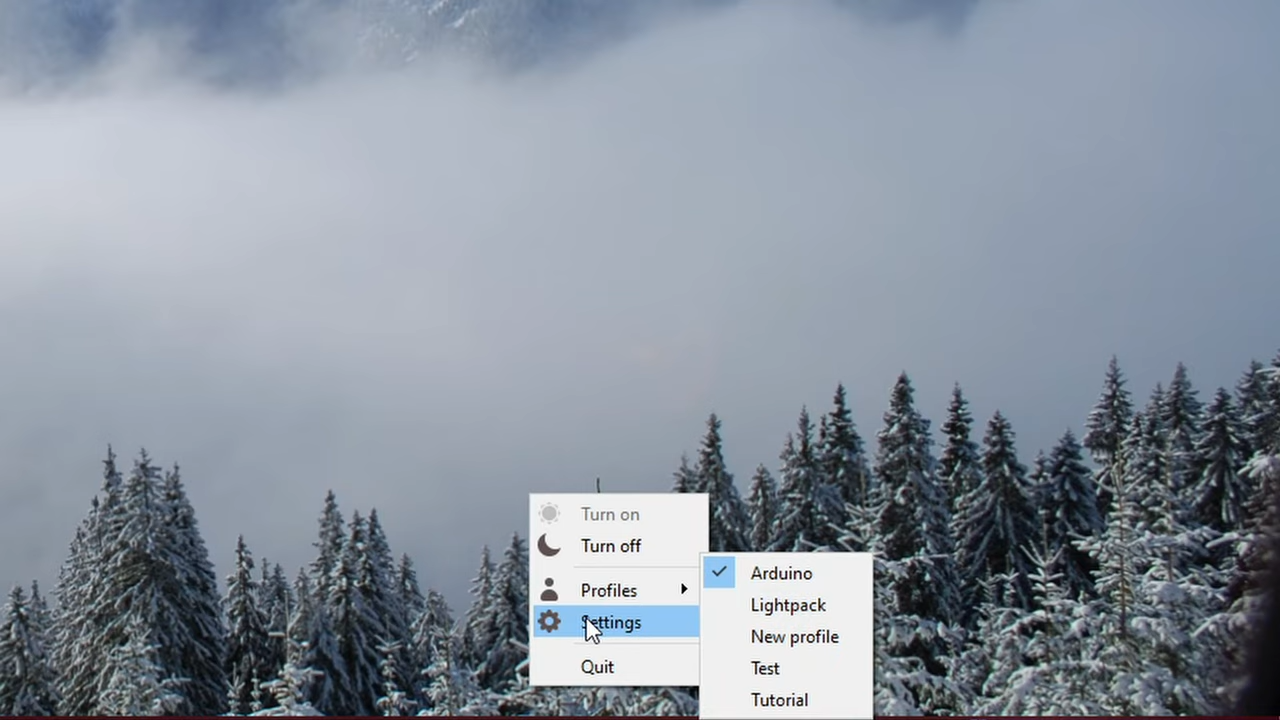 Turn on
Turn off
Profiles
Settings
Quit
Arduino
Lightpack
New profile
Test
Tutorial